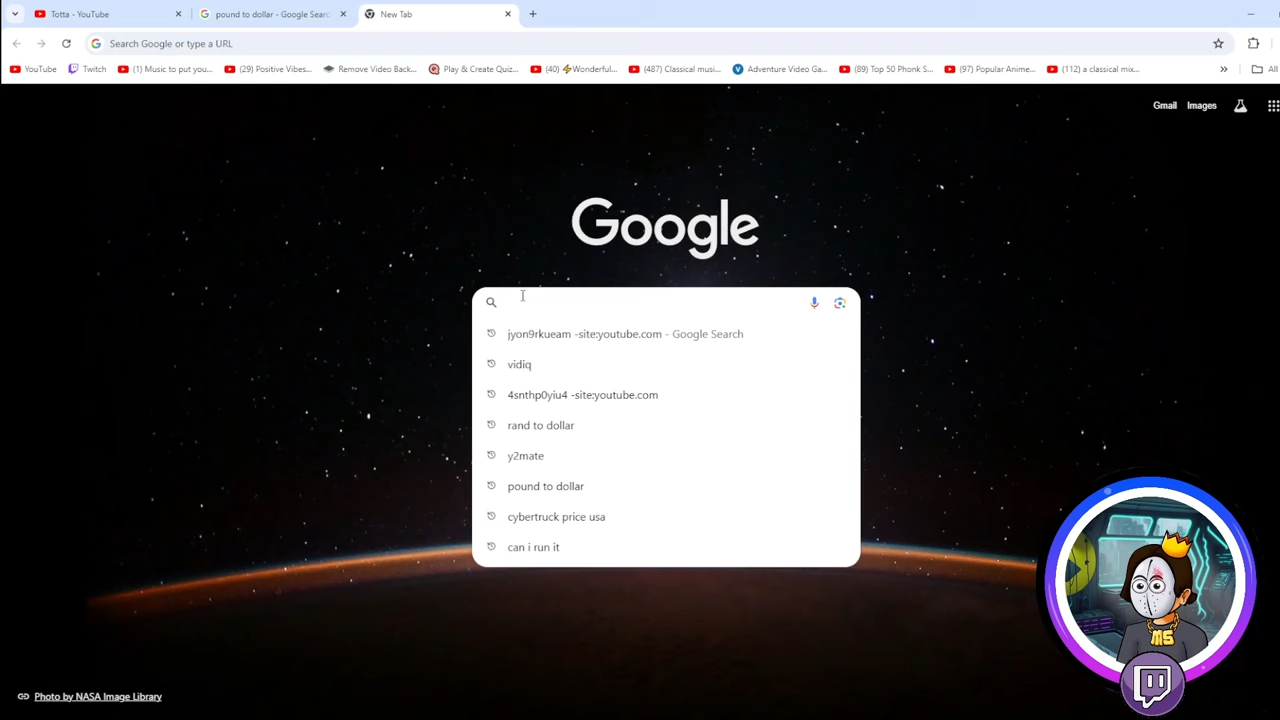 Totta - YouTube
pound to dollar - Google Searc
New Tab
Search Google or type a URL
YouTube
Twitch
(1) Music to put you...
(29) Positive Vibes...
Remove Video Back...
Play & Create Quiz...
(40) ⚡Wonderful...
(487) Classical musi...
Adventure Video Ga...
(89) Top 50 Phonk S...
(97) Popular Anime...
(112) a classical mix...
All
Gmail
Images
Google
jyon9rkueam -site:youtube.com - Google Search
vidiq
4snthp0yiu4 -site:youtube.com
rand to dollar
y2mate
pound to dollar
cybertruck price usa
can i run it
MS
Photo by NASA Image Library